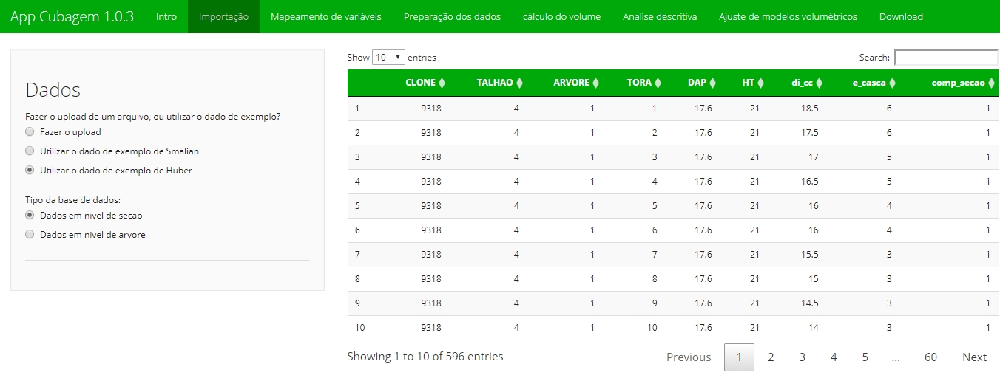 App Cubagem 1.0.3 Intro Importação Mapeamento de variáveis Preparação dos dados cálculo do volume Analise descritiva Ajuste de modelos volumétricos Download
Dados
Fazer o upload de um arquivo, ou utilizar o dado de exemplo?
Fazer o upload
Utilizar o dado de exemplo de Smalian
Utilizar o dado de exemplo de Huber
Tipo da base de dados:
Dados em nivel de secao
Dados em nivel de arvore
Show 10 entries Search:
CLONE TALHAO ARVORE TORA DAP HT di_cc e_casca comp_secao
1 9318 4 1 1 17.6 21 18.5 6 1
2 9318 4 1 2 17.6 21 17.5 6 1
3 9318 4 1 3 17.6 21 17 5 1
4 9318 4 1 4 17.6 21 16.5 5 1
5 9318 4 1 5 17.6 21 16 4 1
6 9318 4 1 6 17.6 21 16 4 1
7 9318 4 1 7 17.6 21 15.5 3 1
8 9318 4 1 8 17.6 21 15 3 1
9 9318 4 1 9 17.6 21 14.5 3 1
10 9318 4 1 10 17.6 21 14 3 1
Showing 1 to 10 of 596 entries Previous 1 2 3 4 5 ... 60 Next